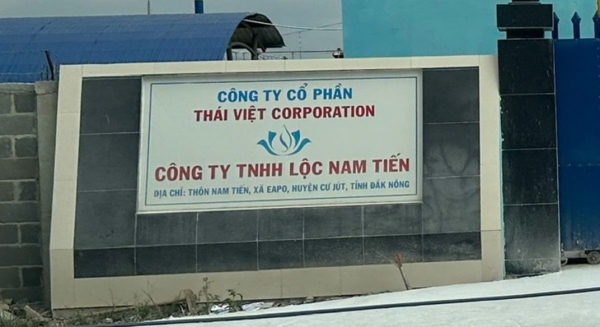 CÔNG TY CỔ PHẦN
THÁI VIỆT CORPORATION
CÔNG TY TNHH LỘC NAM TIẾN
ĐỊA CHỈ: THÔN NAM TIẾN, XÃ EAPO, HUYỆN CƯ JÚT, TỈNH ĐĂK NÔNG